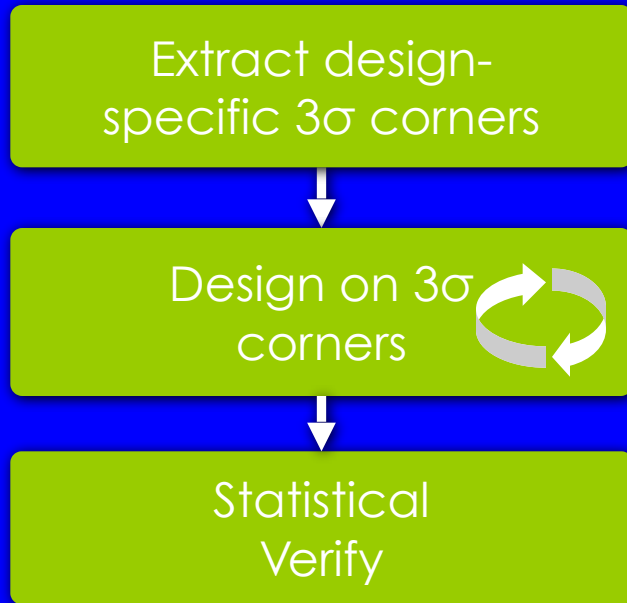 Extract design-
specific 3σ corners
Design on 3σ
corners
Statistical
Verify